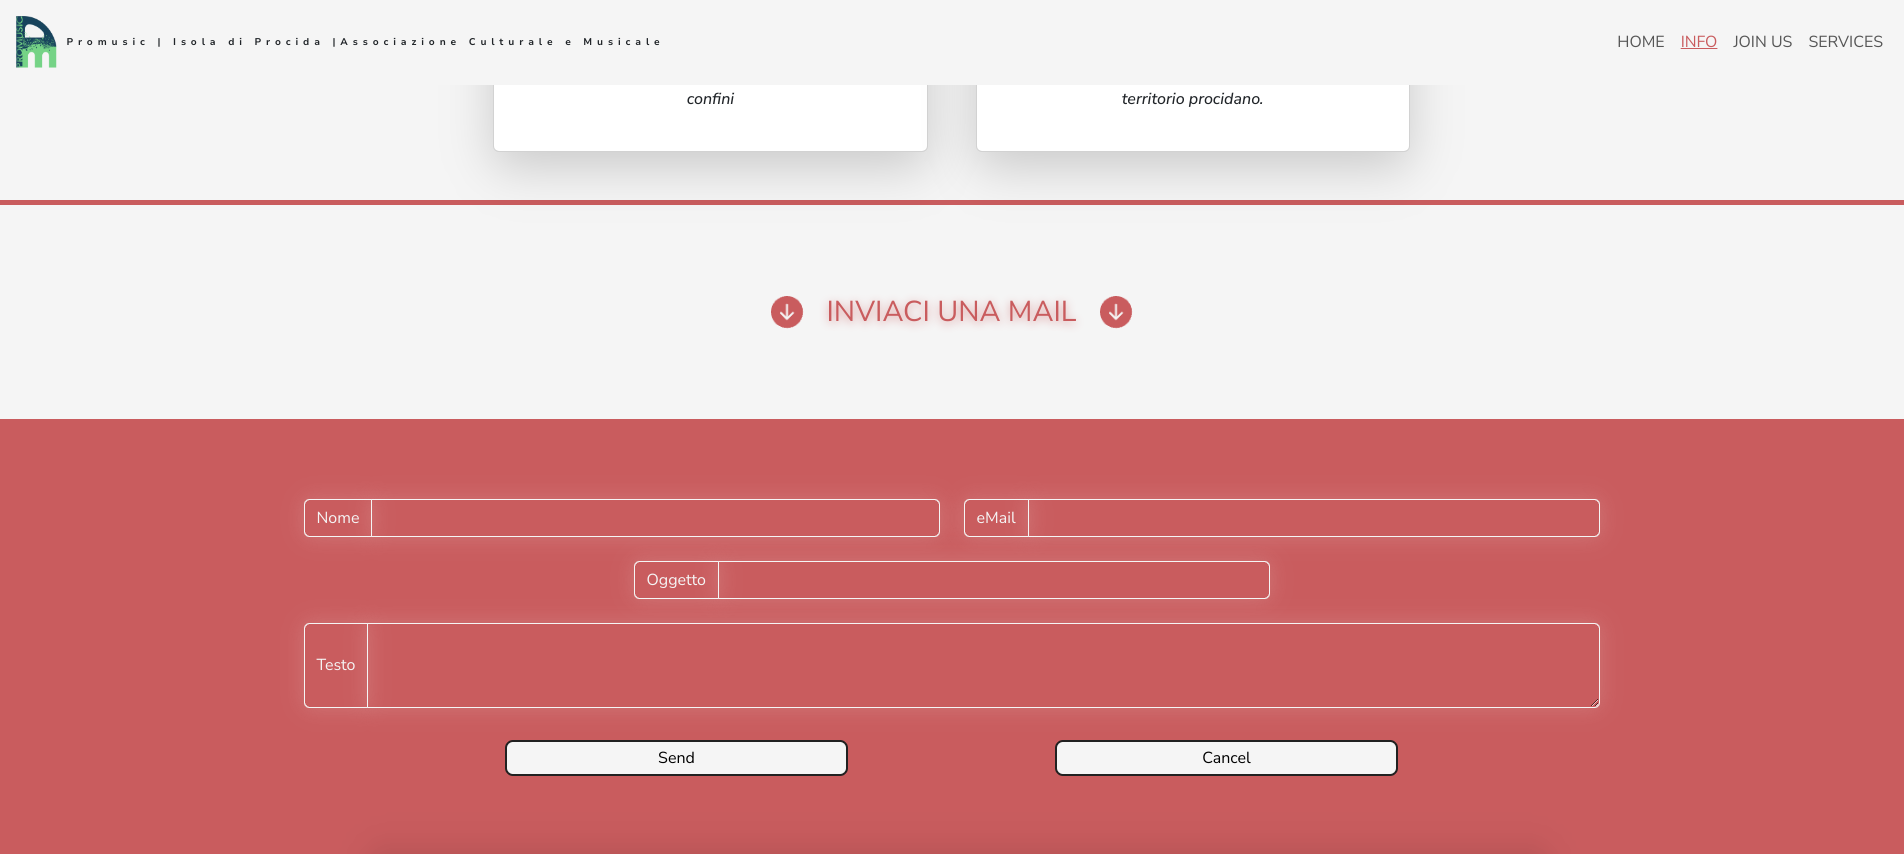 PROMUSIC
Promusic | Isola di Procida |Associazione Culturale e Musicale
HOME INFO JOIN US SERVICES
confini
territorio procidano.
INVIACI UNA MAIL
Nome
eMail
Oggetto
Testo
Send
Cancel